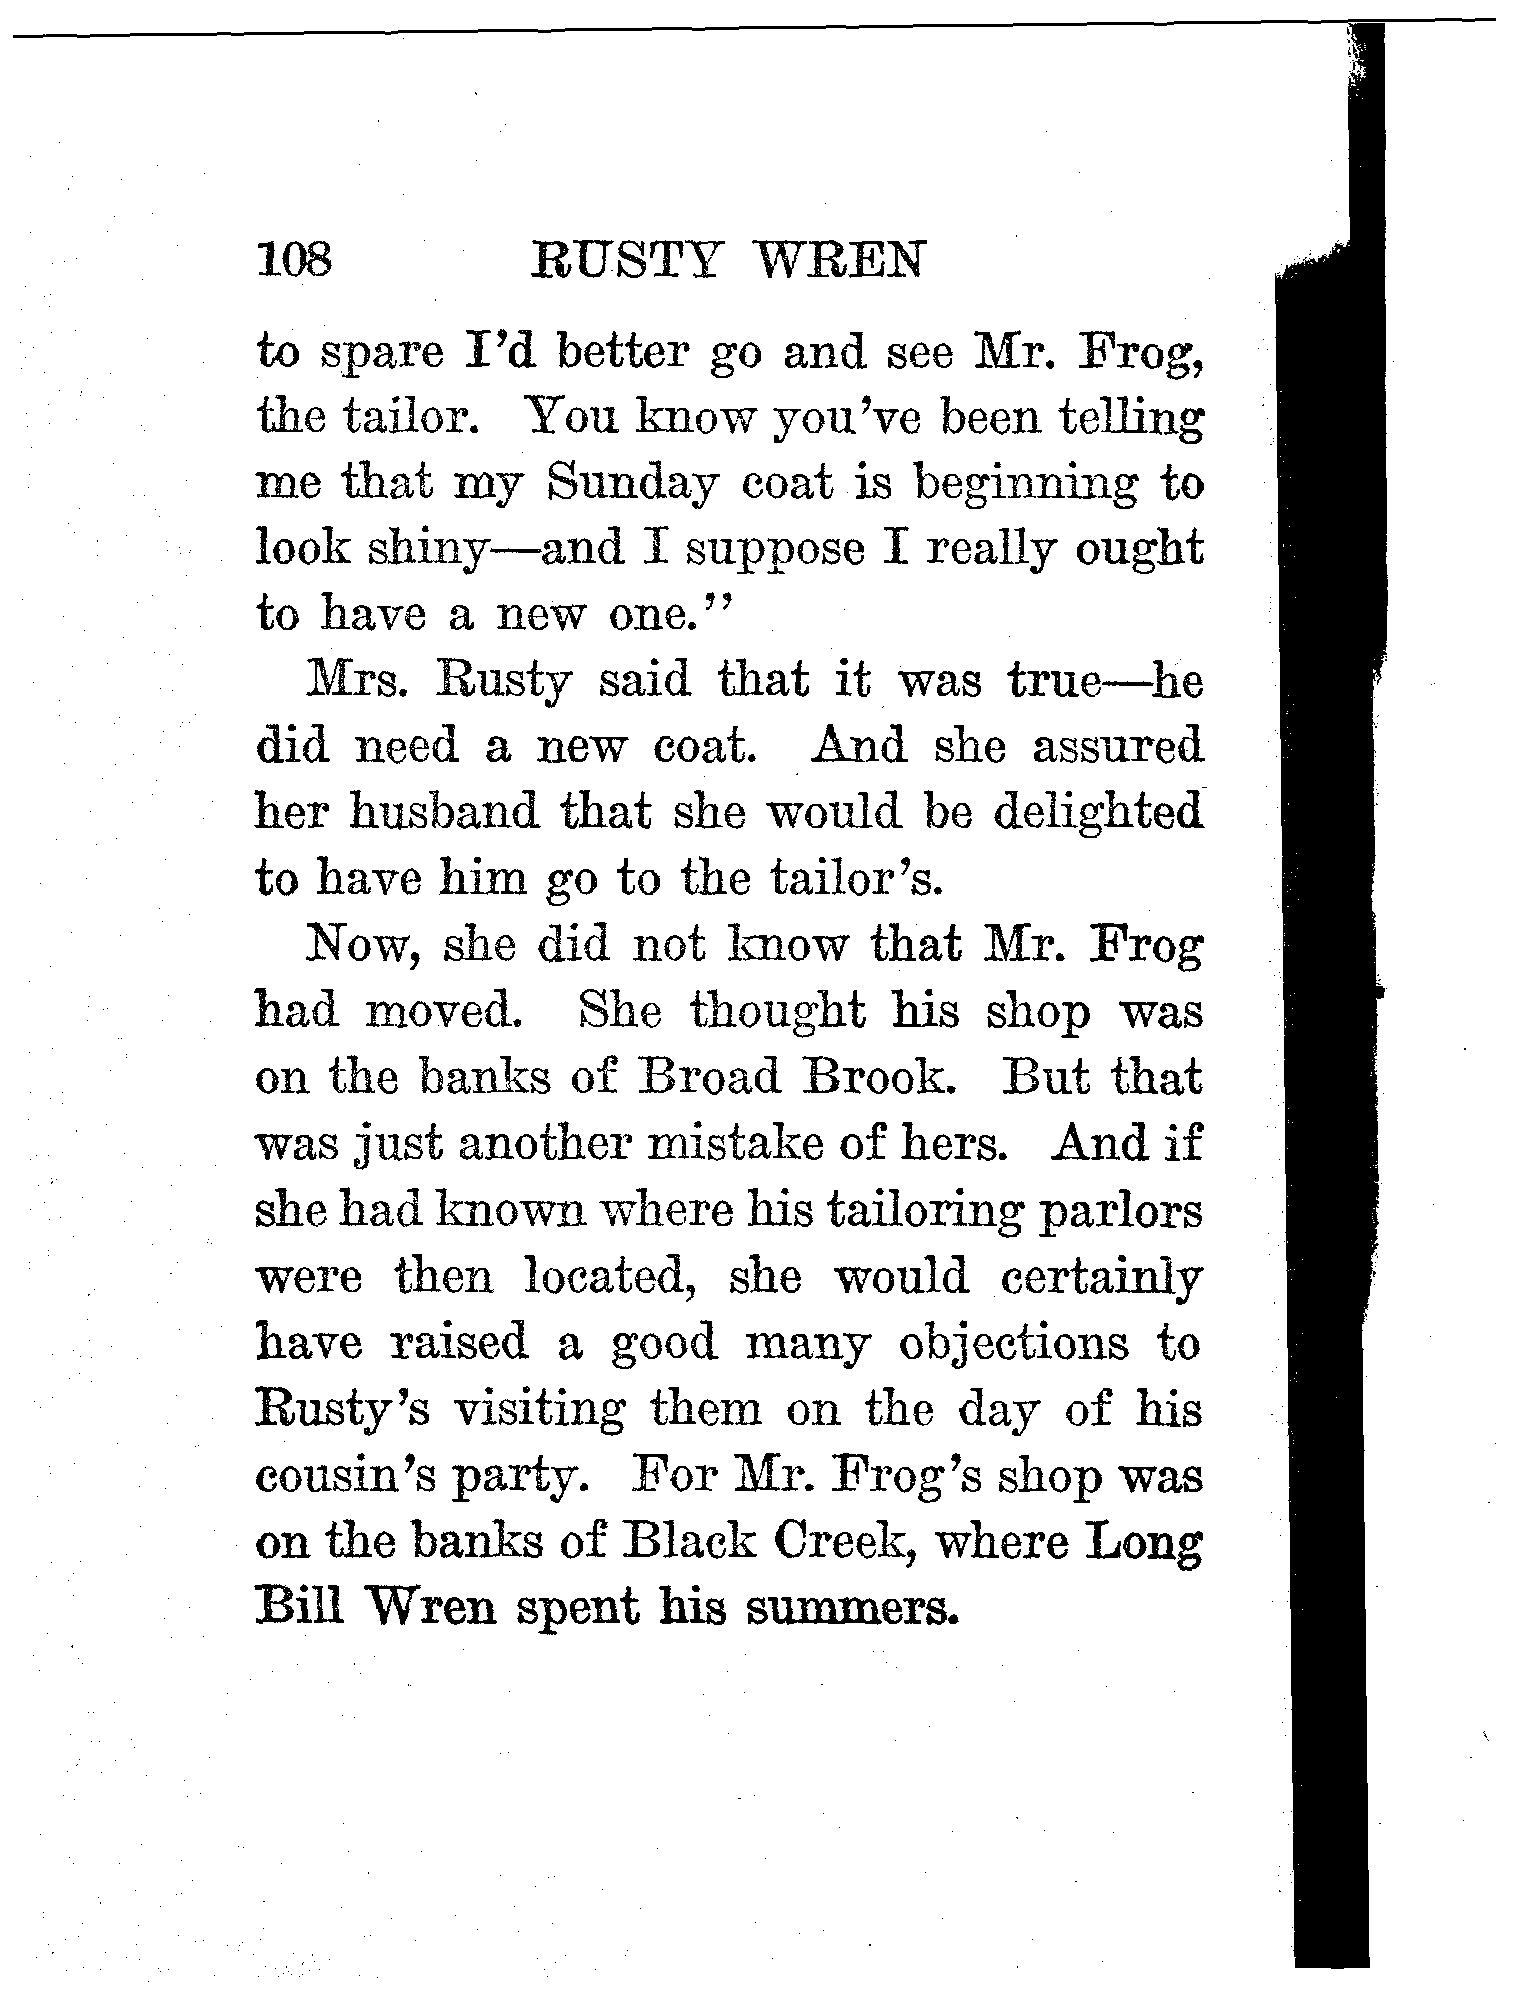 108 RUSTY WREN
to spare I'd better go and see Mr. Frog,
the tailor. You know you've been telling
me that my Sunday coat is beginning to
look shiny—and I suppose I really ought
to have a new one."
Mrs. Rusty said that it was true—he
did need a new coat. And she assured
her husband that she would be delighted
to have him go to the tailor's.
Now, she did not know that Mr. Frog
had moved. She thought his shop was
on the banks of Broad Brook. But that
was just another mistake of hers. And if
she had known where his tailoring parlors
were then located, she would certainly
have raised a good many objections to
Rusty's visiting them on the day of his
cousin's party. For Mr. Frog's shop was
on the banks of Black Creek, where Long
Bill Wren spent his summers.